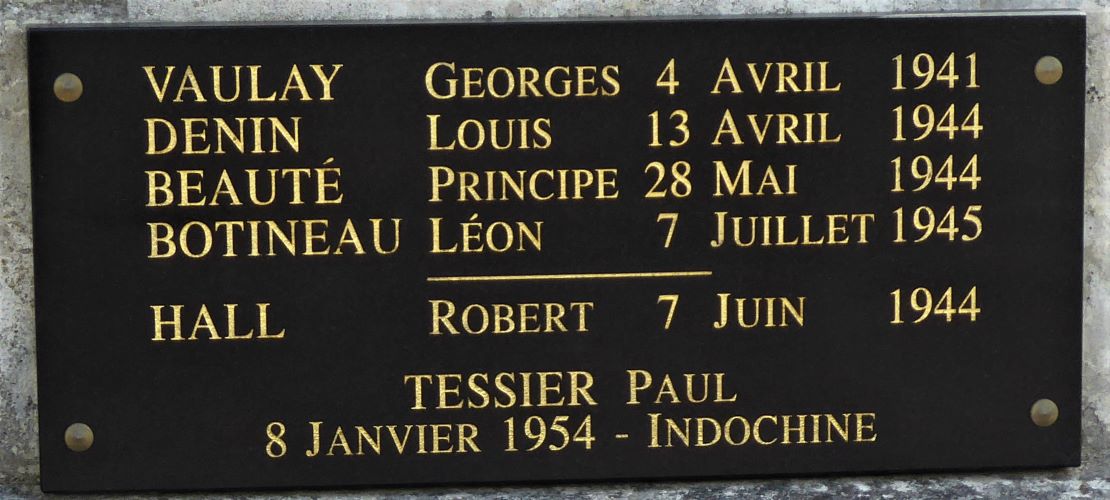 VAULAY GEORGES 4 AVRIL 1941
DENIN LOUIS 13 AVRIL 1944
BEAUTÉ PRINCIPE 28 MAI 1944
BOTINEAU LÉON 7 JUILLET 1945
HALL ROBERT 7 JUIN 1944
TESSIER PAUL
8 JANVIER 1954 - INDOCHINE